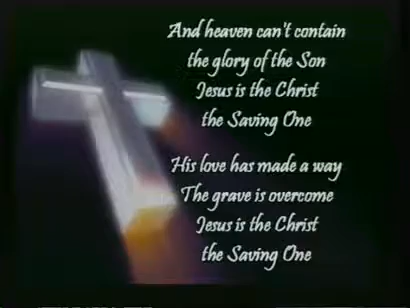 And heaven can't contain
the glory of the Son
Jesus is the Christ
the Saving One
His love has made a way
The grave is overcome
Jesus is the Christ
the Saving One